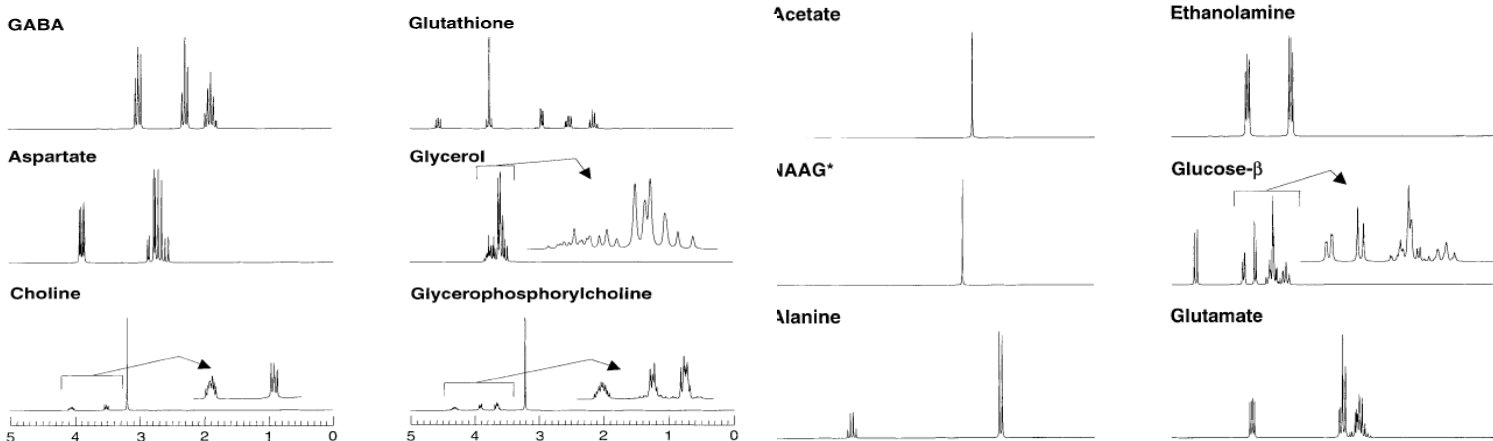 GABA
Glutathione
Acetate
Ethanolamine
Aspartate
Glycerol
NAAG*
Glucose-β
Choline
Glycerophosphorylcholine
Alanine
Glutamate
5 4 3 2 1 0
5 4 3 2 1 0